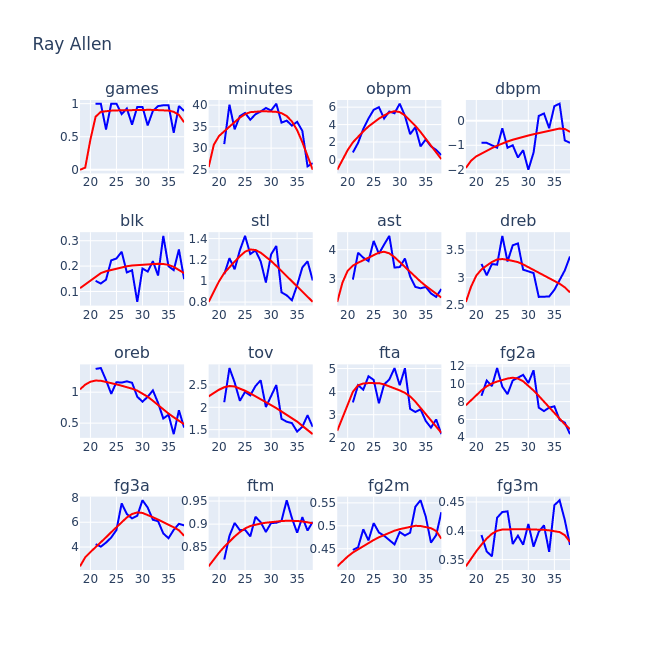 Ray Allen
games minutes obpm dbpm
1 0.5 0 40 35 30 25 6 4 2 0 0 −1 −2
20 25 30 35 20 25 30 35 20 25 30 35 20 25 30 35
blk stl ast dreb
0.3 0.2 0.1 1.4 1.2 1 0.8 4 3 3.5 3 2.5
20 25 30 35 20 25 30 35 20 25 30 35 20 25 30 35
oreb tov fta fg2a
1 0.5 2.5 2 1.5 5 4 3 2 12 10 8 6 4
20 25 30 35 20 25 30 35 20 25 30 35 20 25 30 35
fg3a ftm fg2m fg3m
8 6 4 0.95 0.9 0.85 0.55 0.5 0.45 0.45 0.4 0.35
20 25 30 35 20 25 30 35 20 25 30 35 20 25 30 35